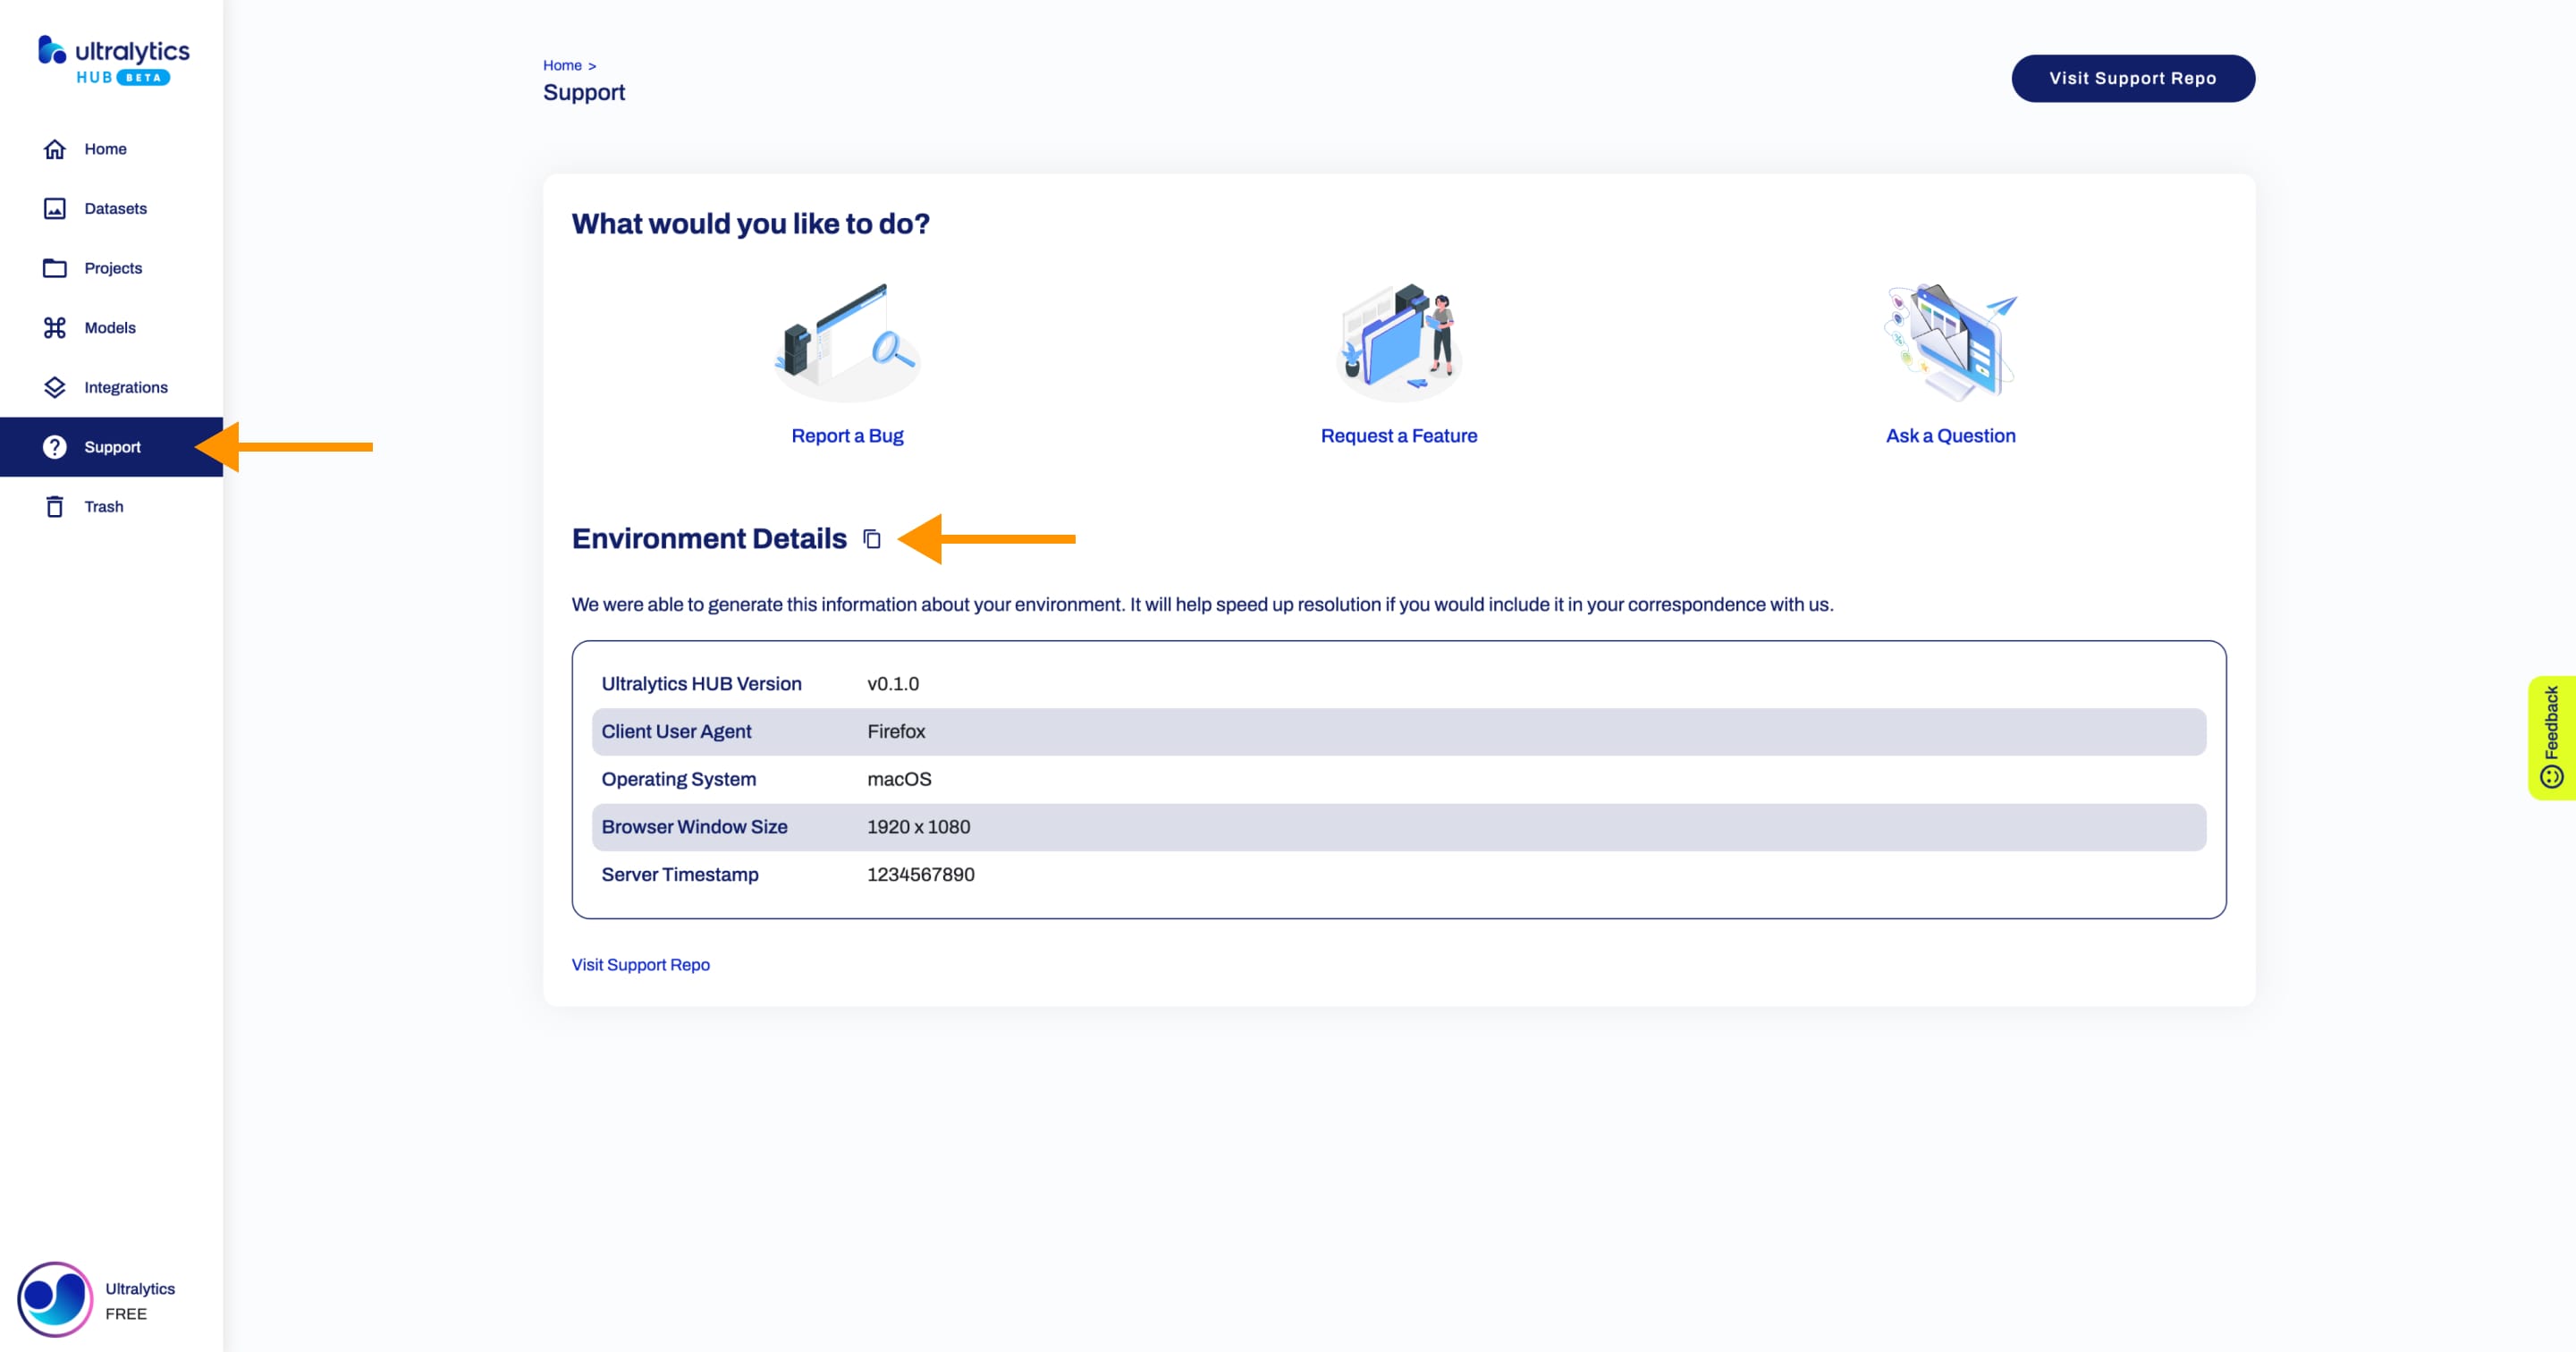 ultralytics
HUB BETA
Home
Datasets
Projects
Models
Integrations
Support
Trash
Ultralytics
FREE
Home >
Support
Visit Support Repo
What would you like to do?
Report a Bug
Request a Feature
Ask a Question
Environment Details
We were able to generate this information about your environment. It will help speed up resolution if you would include it in your correspondence with us.
Ultralytics HUB Version v0.1.0
Client User Agent Firefox
Operating System macOS
Browser Window Size 1920 x 1080
Server Timestamp 1234567890
Visit Support Repo
Feedback